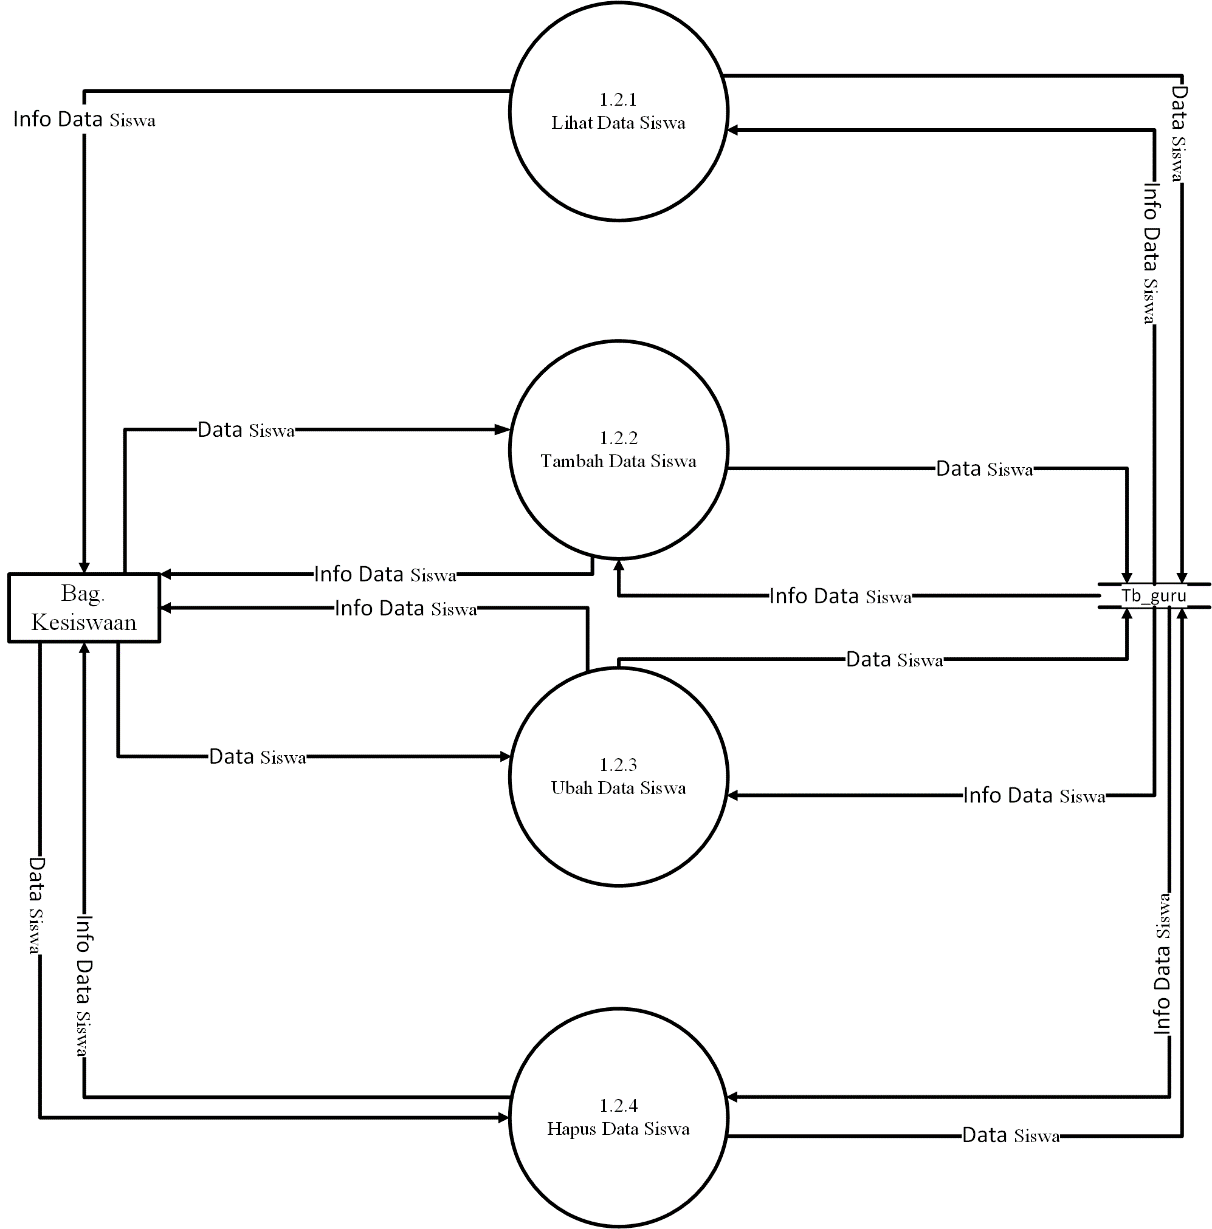 1.2.1
Lihat Data Siswa
Info Data Siswa
Data Siswa
Info Data Siswa
1.2.2
Tambah Data Siswa
Data Siswa
Data Siswa
Info Data Siswa
Info Data Siswa
Bag.
Kesiswaan
Tb_guru
Info Data Siswa
Data Siswa
1.2.3
Ubah Data Siswa
Data Siswa
Info Data Siswa
Data Siswa
Info Data Siswa
Info Data Siswa
1.2.4
Hapus Data Siswa
Data Siswa